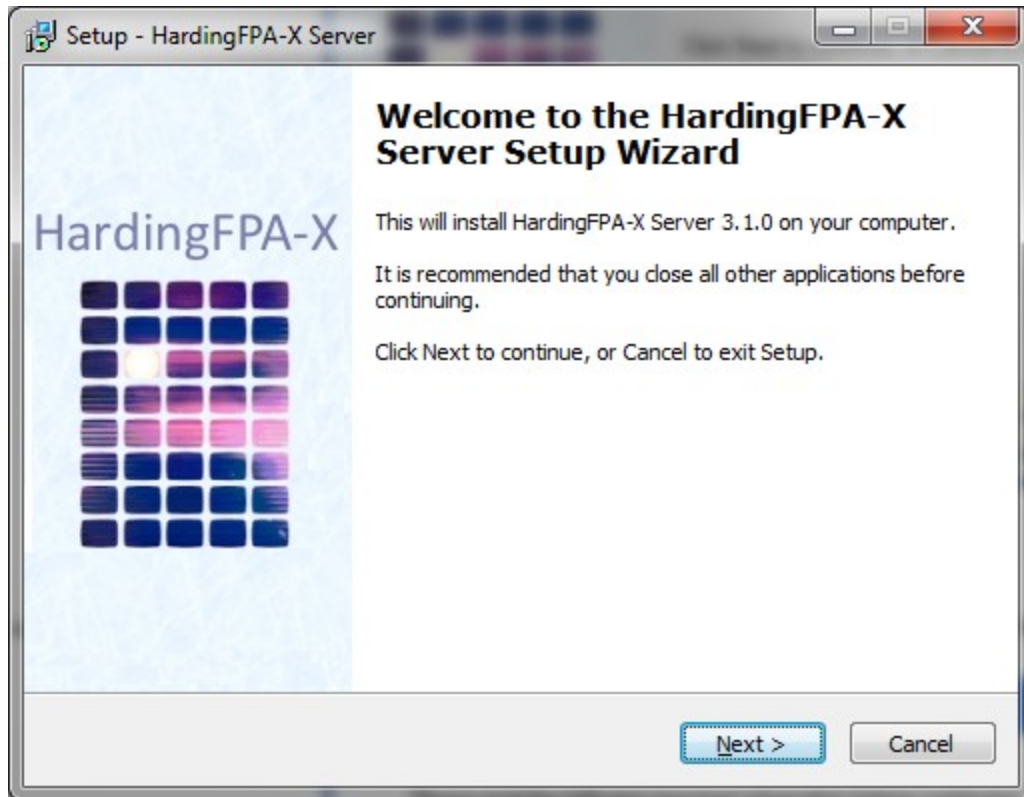 Setup - HardingFPA-X Server
Welcome to the HardingFPA-X
Server Setup Wizard
HardingFPA-X
This will install HardingFPA-X Server 3.1.0 on your computer.
It is recommended that you close all other applications before
continuing.
Click Next to continue, or Cancel to exit Setup.
Next >
Cancel